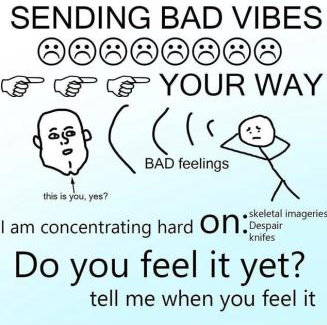 SENDING BAD VIBES
YOUR WAY
BAD feelings
this is you, yes?
I am concentrating hard on:
skeletal imageries
Despair
knifes
Do you feel it yet?
tell me when you feel it